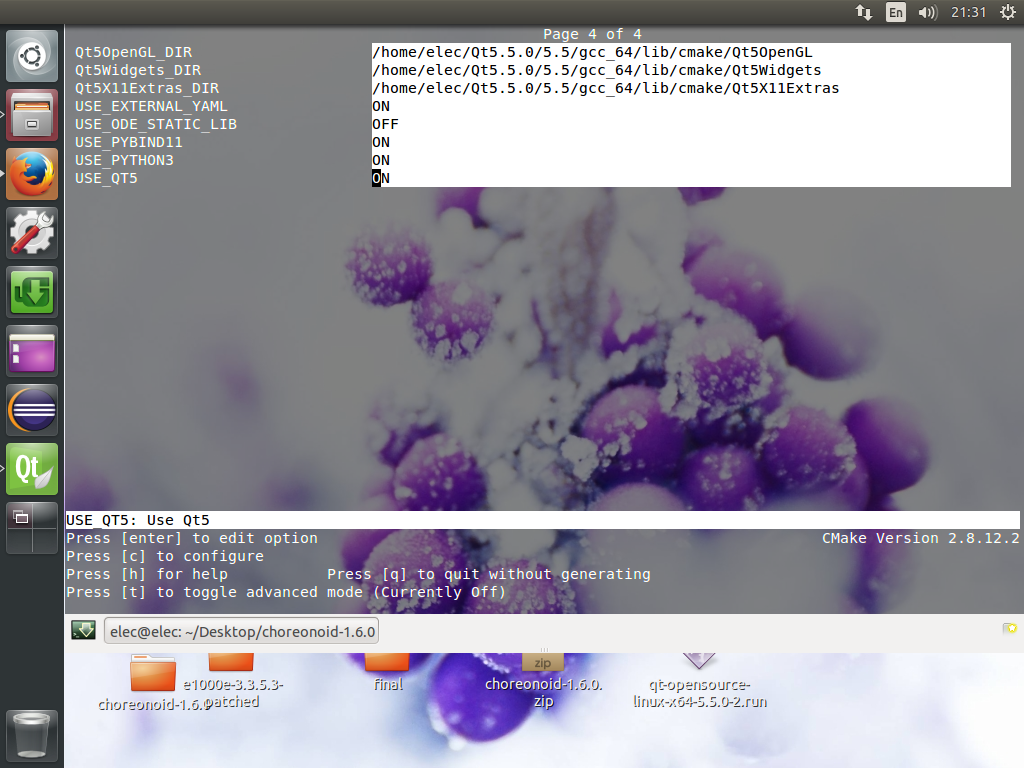 En 21:31
Page 4 of 4
Qt5OpenGL_DIR /home/elec/Qt5.5.0/5.5/gcc_64/lib/cmake/Qt5OpenGL
Qt5Widgets_DIR /home/elec/Qt5.5.0/5.5/gcc_64/lib/cmake/Qt5Widgets
Qt5X11Extras_DIR /home/elec/Qt5.5.0/5.5/gcc_64/lib/cmake/Qt5X11Extras
USE_EXTERNAL_YAML ON
USE_ODE_STATIC_LIB OFF
USE_PYBIND11 ON
USE_PYTHON3 ON
USE_QT5 ON
Qt
USE_QT5: Use Qt5
Press [enter] to edit option CMake Version 2.8.12.2
Press [c] to configure
Press [h] for help Press [q] to quit without generating
Press [t] to toggle advanced mode (Currently Off)
elec@elec: ~/Desktop/choreonoid-1.6.0
zip
e1000e-3.3.5.3-
patched
choreonoid-1.6.0
final
choreonoid-1.6.0.
zip
qt-opensource-
linux-x64-5.5.0-2.run